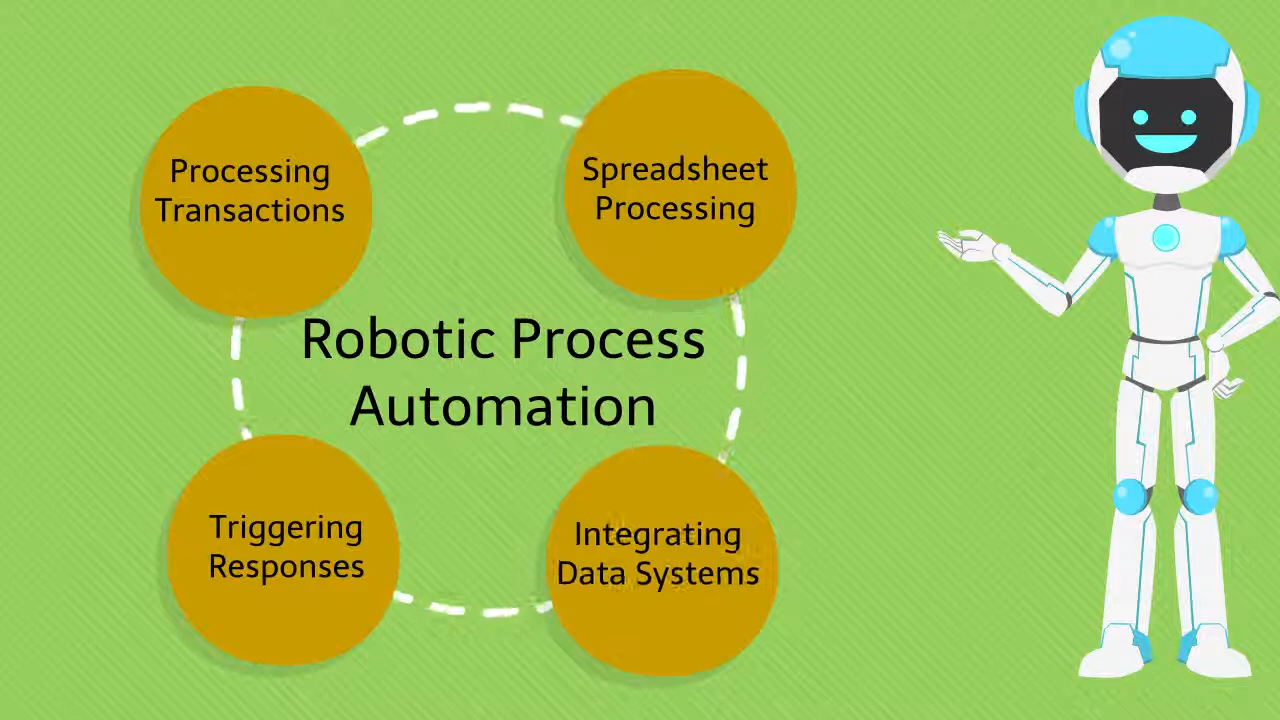 Processing
Transactions
Spreadsheet
Processing
Robotic Process
Automation
Triggering
Responses
Integrating
Data Systems